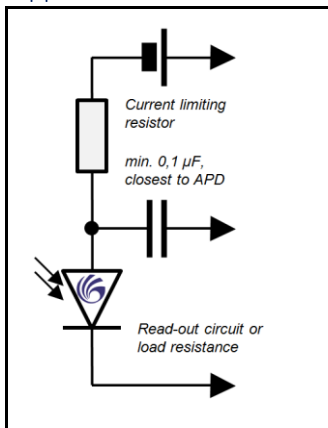 Current limiting
resistor
min. 0,1 µF,
closest to APD
Read-out circuit or
load resistance